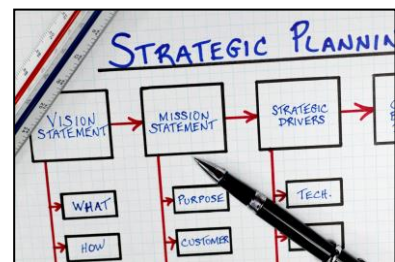 STRATEGIC PLANNIN
VISION
STATEMENT
MISSION
STATEMENT
STRATEGIC
DRIVERS
WHAT
PURPOSE
TECH.
HOW
CUSTOMER